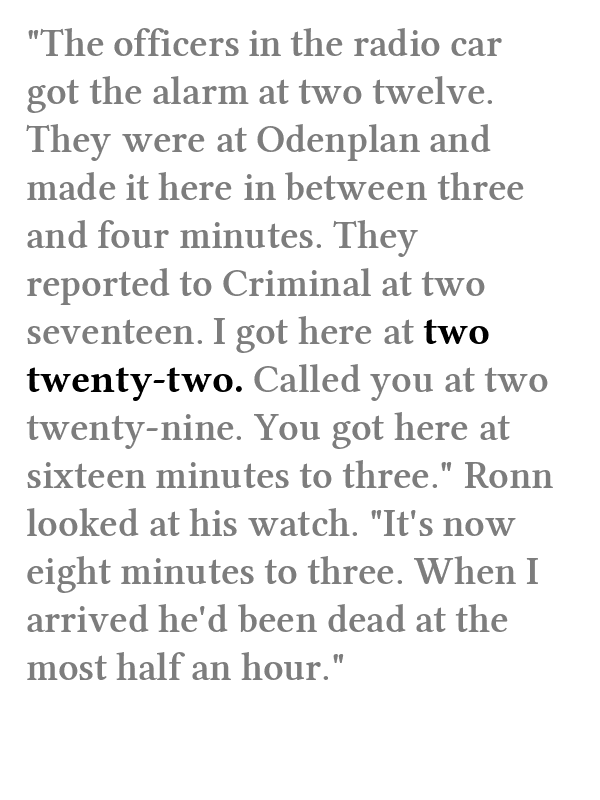 "The officers in the radio car
got the alarm at two twelve.
They were at Odenplan and
made it here in between three
and four minutes. They
reported to Criminal at two
seventeen. I got here at two
twenty-two. Called you at two
twenty-nine. You got here at
sixteen minutes to three." Ronn
looked at his watch. "It's now
eight minutes to three. When I
arrived he'd been dead at the
most half an hour."